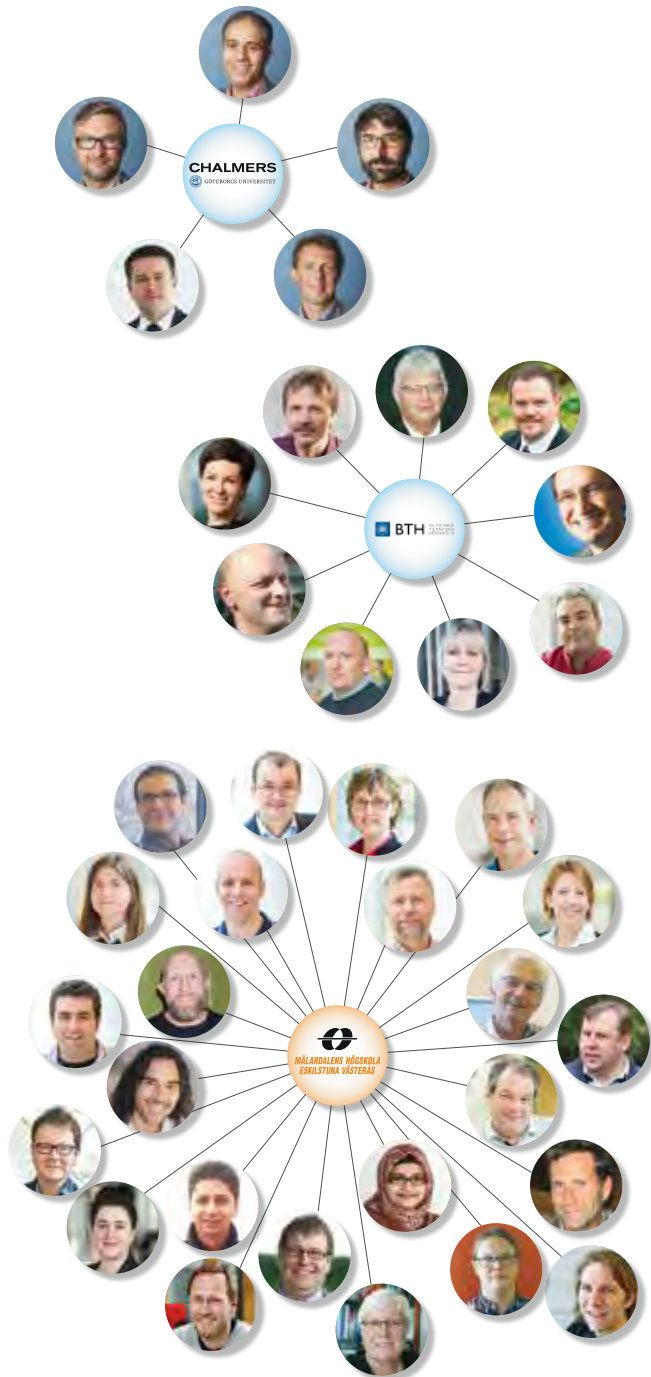 CHALMERS
GÖTEBORGS UNIVERSITET
BTH
MÄLARDALENS HÖGSKOLA
ESKILSTUNA VÄSTERÅS